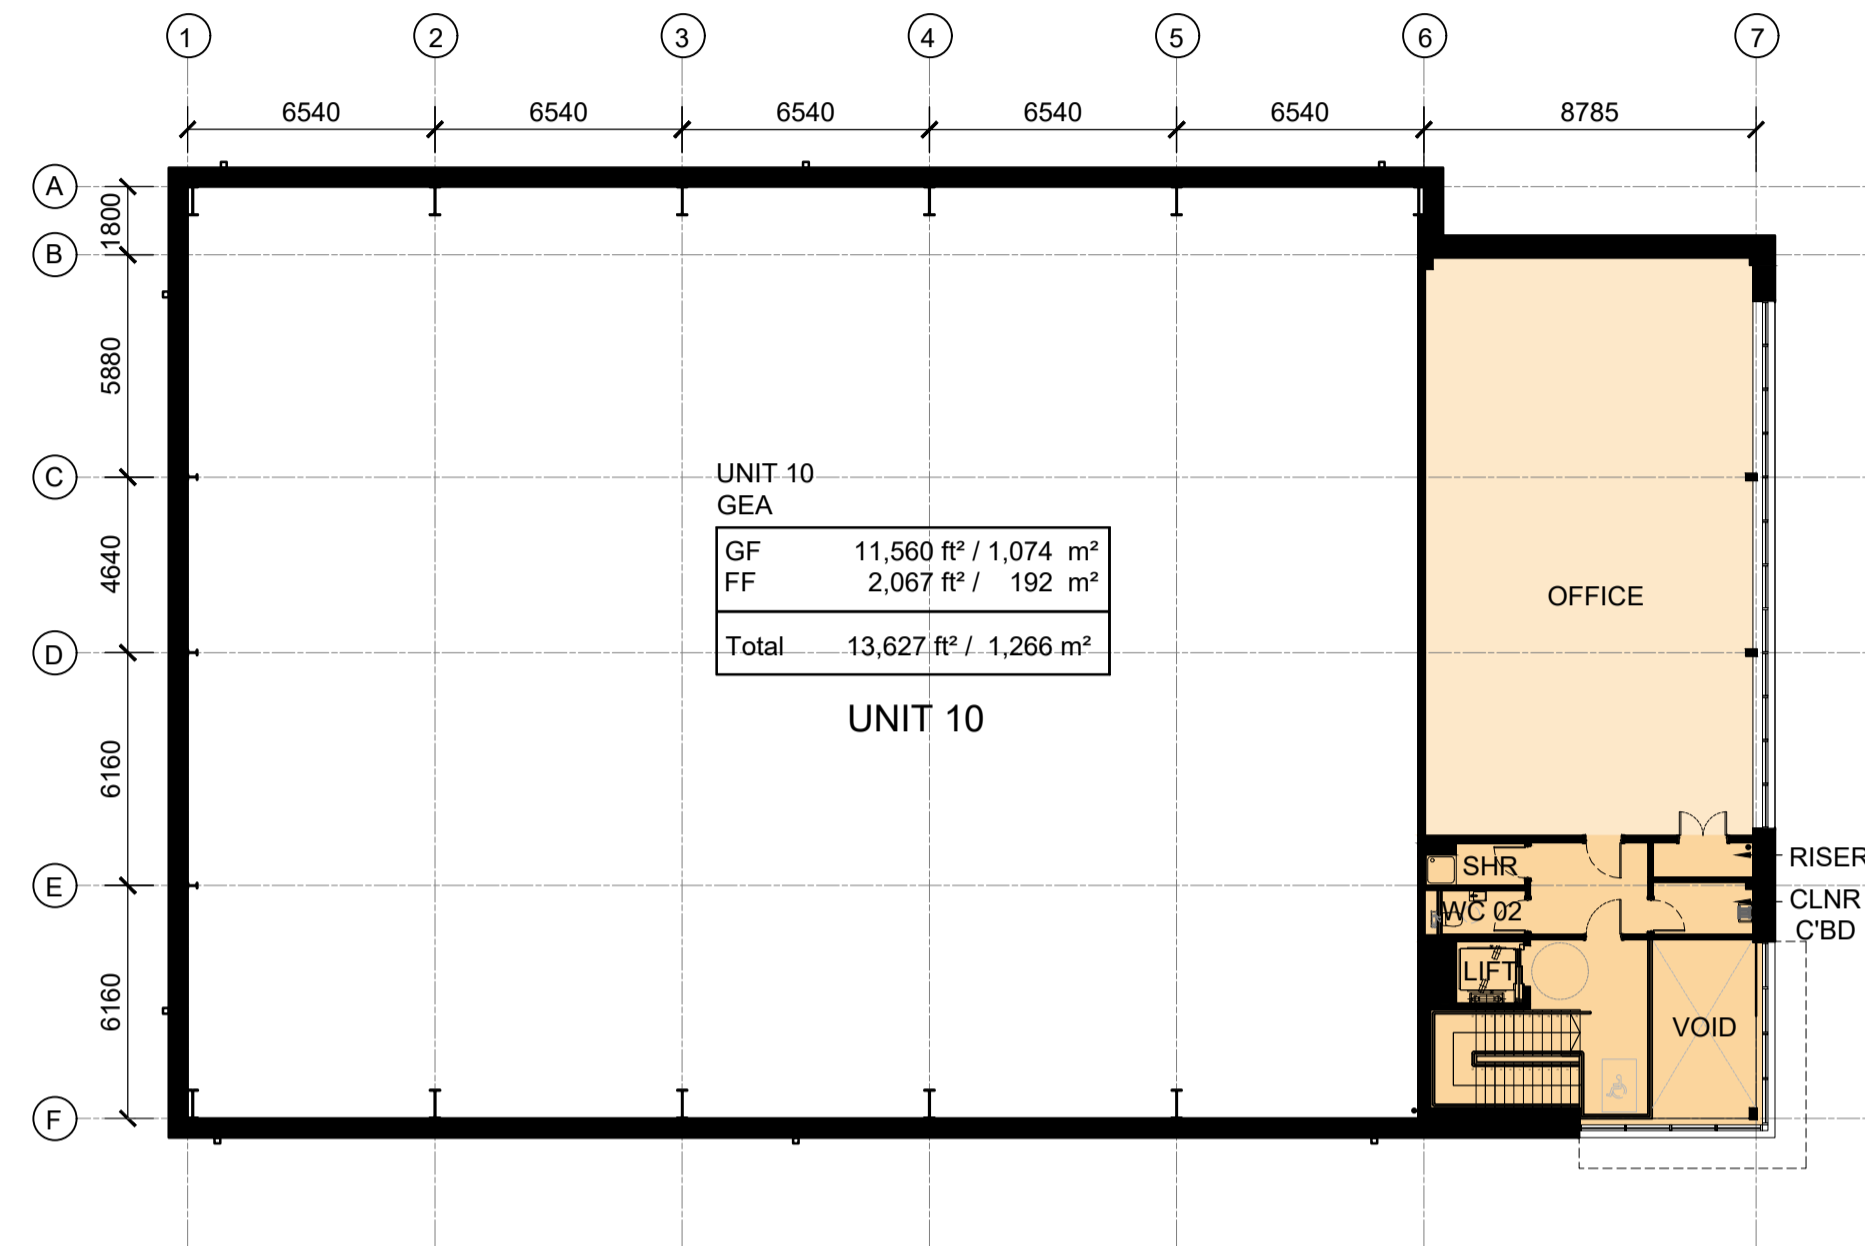 1 2 3 4 5 6 7
6540 6540 6540 6540 6540 8785
A
1800
B
5880
C
4640
D
6160
E
6160
F
UNIT 10
GEA
GF 11,560 ft² / 1,074 m²
FF 2,067 ft² / 192 m²
Total 13,627 ft² / 1,266 m²
UNIT 10
OFFICE
SHR
RISER
WC 02
CLNR
C'BD
LIFT
VOID